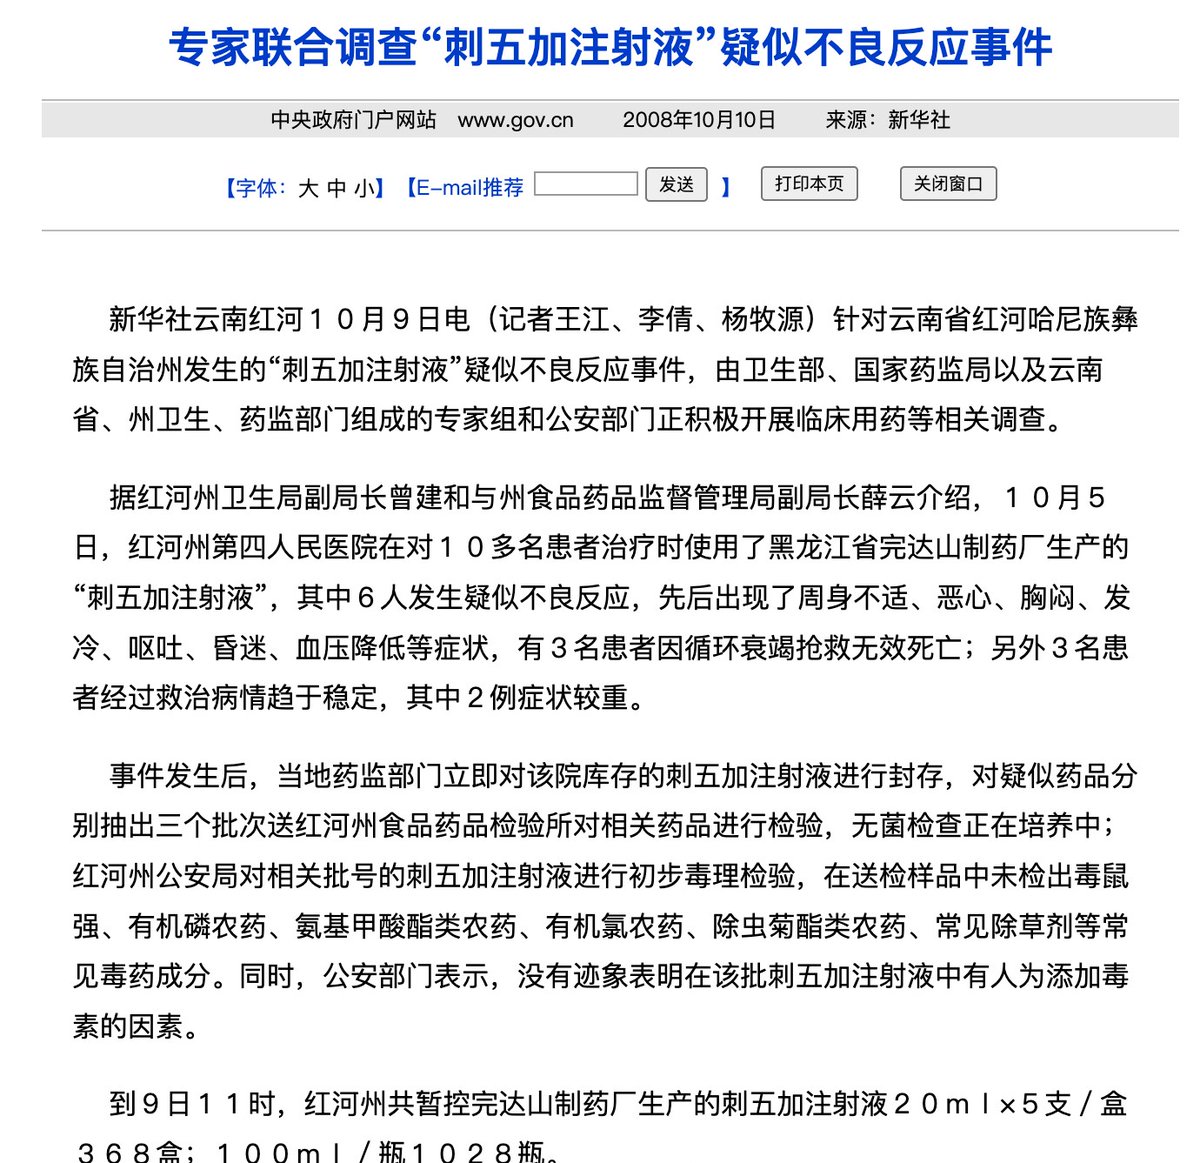 专家联合调查“刺五加注射液”疑似不良反应事件
中央政府门户网站 www.gov.cn 2008年10月10日 来源：新华社
【字体：大 中 小】【E-mail推荐 发送 】 打印本页 关闭窗口
新华社云南红河１０月９日电（记者王江、李倩、杨牧源）针对云南省红河哈尼族彝
族自治州发生的“刺五加注射液”疑似不良反应事件，由卫生部、国家药监局以及云南
省、州卫生、药监部门组成的专家组和公安部门正积极开展临床用药等相关调查。
据红河州卫生局副局长曾建和与州食品药品监督管理局副局长薛云介绍，１０月５
日，红河州第四人民医院在对１０多名患者治疗时使用了黑龙江省完达山制药厂生产的
“刺五加注射液”，其中６人发生疑似不良反应，先后出现了周身不适、恶心、胸闷、发
冷、呕吐、昏迷、血压降低等症状，有３名患者因循环衰竭抢救无效死亡；另外３名患
者经过救治病情趋于稳定，其中２例症状较重。
事件发生后，当地药监部门立即对该院库存的刺五加注射液进行封存，对疑似药品分
别抽出三个批次送红河州食品药品检验所对相关药品进行检验，无菌检查正在培养中；
红河州公安局对相关批号的刺五加注射液进行初步毒理检验，在送检样品中未检出毒鼠
强、有机磷农药、氨基甲酸酯类农药、有机氯农药、除虫菊酯类农药、常见除草剂等常
见毒药成分。同时，公安部门表示，没有迹象表明在该批刺五加注射液中有人为添加毒
素的因素。
到９日１１时，红河州共暂控完达山制药厂生产的刺五加注射液２０ｍｌ×５支／盒
３６８盒；１００ｍｌ／瓶１０２８瓶。